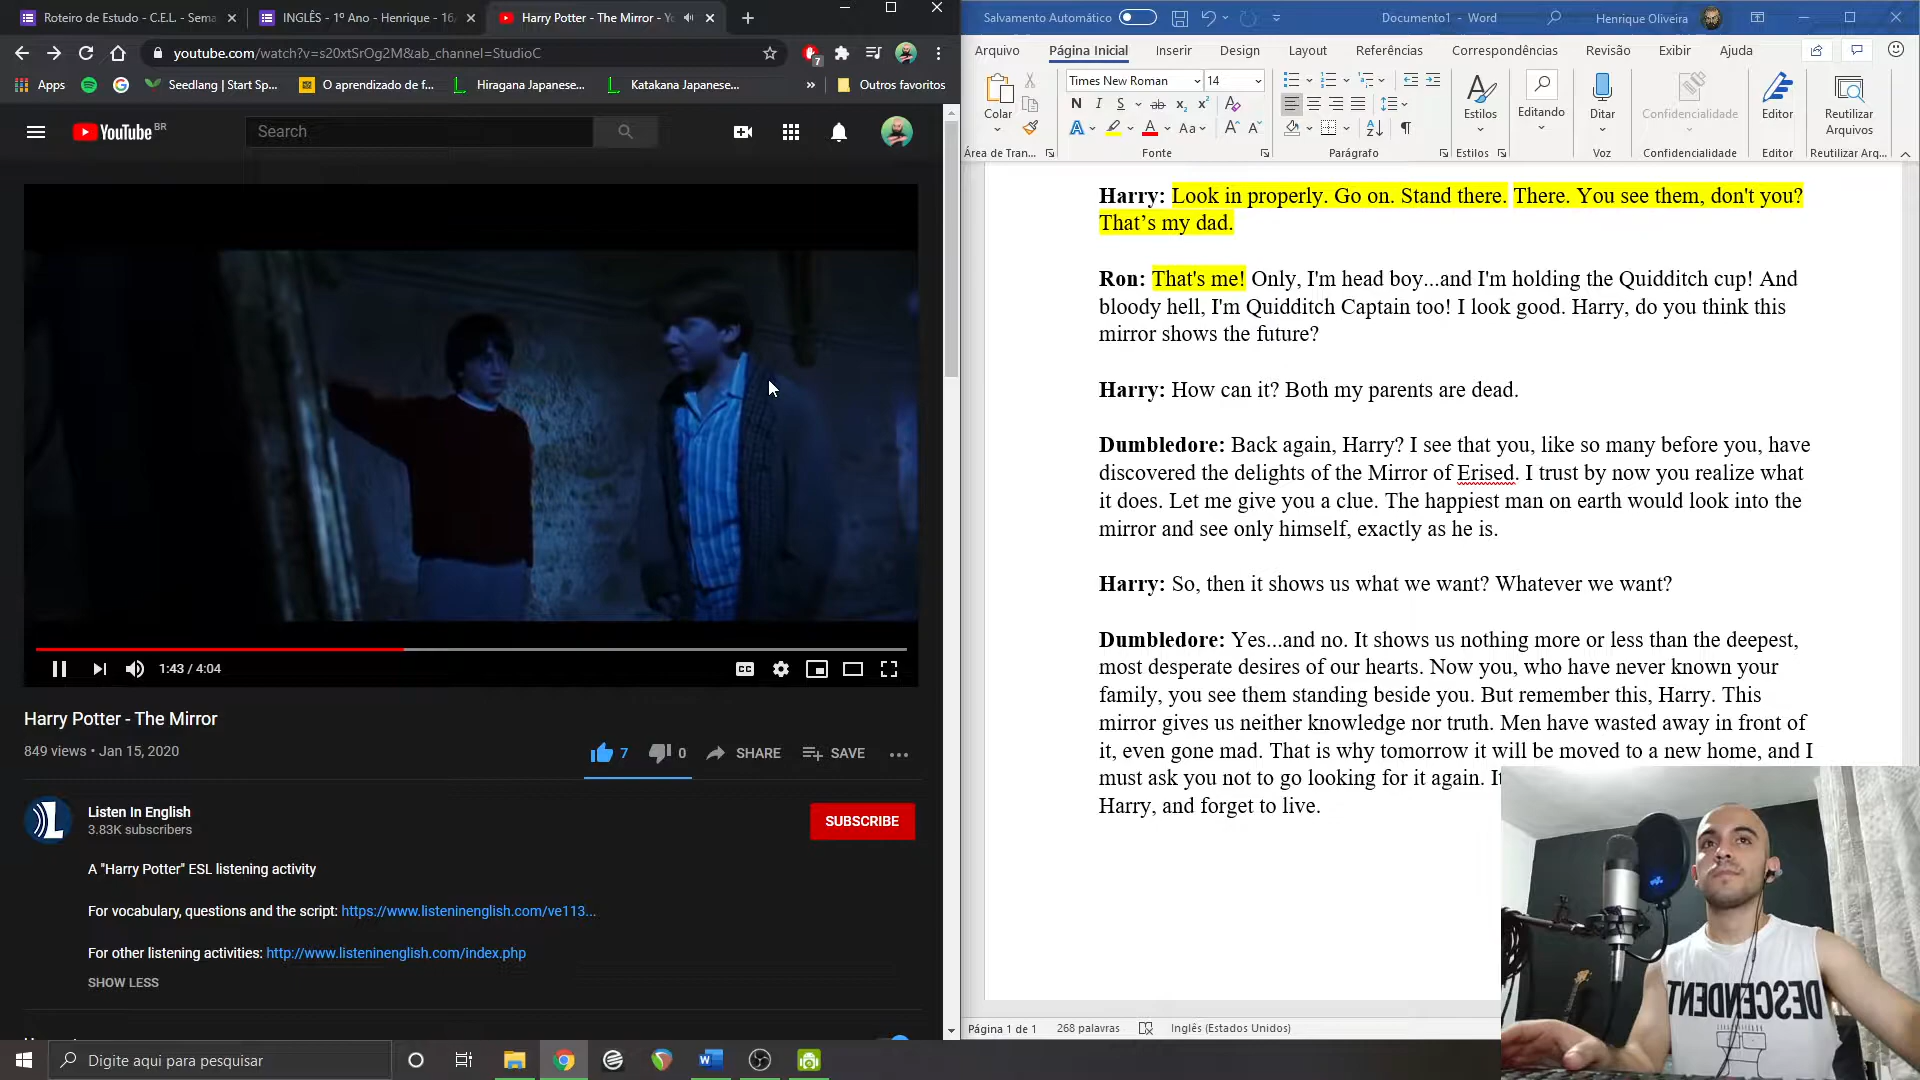 Roteiro de Estudo - C.E.L. - Sema
INGLÊS - 1º Ano - Henrique - 16/
Harry Potter - The Mirror - Yo
youtube.com/watch?v=s20xtSrOg2M&ab_channel=StudioC
7
Apps
Seedlang | Start Sp...
O aprendizado de f...
Hiragana Japanese...
Katakana Japanese...
»
Outros favoritos
YouTube BR
Search
1:43 / 4:04
CC
Harry Potter - The Mirror
849 views • Jan 15, 2020
7
0
SHARE
SAVE
Listen In English
3.83K subscribers
SUBSCRIBE
A "Harry Potter" ESL listening activity
For vocabulary, questions and the script: https://www.listeninenglish.com/ve113...
For other listening activities: http://www.listeninenglish.com/index.php
SHOW LESS
Salvamento Automático
Documento1 - Word
Henrique Oliveira
Arquivo
Página Inicial
Inserir
Design
Layout
Referências
Correspondências
Revisão
Exibir
Ajuda
Colar
Times New Roman
14
N I S ab x₂ x²
A A Aa A A
Estilos
Editando
Ditar
Confidencialidade
Editor
Reutilizar
Arquivos
Área de Tran...
Fonte
Parágrafo
Estilos
Voz
Confidencialidade
Editor
Reutilizar Arq...
Harry: Look in properly. Go on. Stand there. There. You see them, don't you?
That’s my dad.
Ron: That's me! Only, I'm head boy...and I'm holding the Quidditch cup! And
bloody hell, I'm Quidditch Captain too! I look good. Harry, do you think this
mirror shows the future?
Harry: How can it? Both my parents are dead.
Dumbledore: Back again, Harry? I see that you, like so many before you, have
discovered the delights of the Mirror of Erised. I trust by now you realize what
it does. Let me give you a clue. The happiest man on earth would look into the
mirror and see only himself, exactly as he is.
Harry: So, then it shows us what we want? Whatever we want?
Dumbledore: Yes...and no. It shows us nothing more or less than the deepest,
most desperate desires of our hearts. Now you, who have never known your
family, you see them standing beside you. But remember this, Harry. This
mirror gives us neither knowledge nor truth. Men have wasted away in front of
it, even gone mad. That is why tomorrow it will be moved to a new home, and I
must ask you not to go looking for it again.
Harry, and forget to live.
DESCENDENT
Página 1 de 1
268 palavras
Inglês (Estados Unidos)
Digite aqui para pesquisar